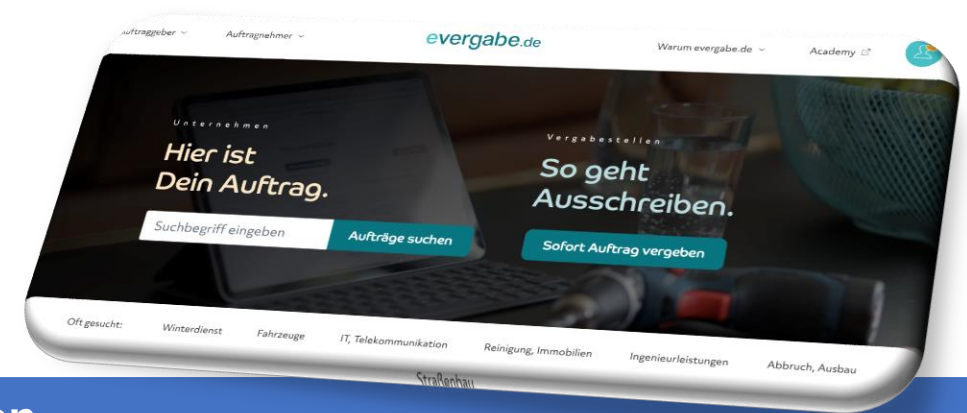 Auftragnehmer
evergabe.de
Warum evergabe.de
Academy
Unternehmen
Hier ist
Dein Auftrag.
Suchbegriff eingeben
Aufträge suchen
Vergabestellen
So geht
Ausschreiben.
Sofort Auftrag vergeben
Oft gesucht:
Winterdienst
Fahrzeuge
IT, Telekommunikation
Reinigung, Immobilien
Ingenieurleistungen
Abbruch, Ausbau
Straßenbau